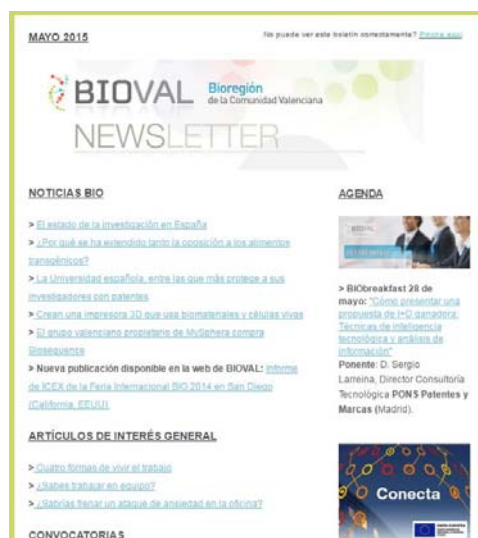 MAYO 2015
No puede ver este boletín correctamente? Pinche aquí
BIOVAL Bioregión
de la Comunidad Valenciana
NEWSLETTER
NOTICIAS BIO
> El estado de la investigación en España
> ¿Por qué se ha extendido tanto la oposición a los alimentos
transgénicos?
> La Universidad española, entre las que más protege a sus
investigadores con patentes
> Crean una impresora 3D que usa biomateriales y células vivas
> El grupo valenciano propietario de MySphera compra
Biosequence
> Nueva publicación disponible en la web de BIOVAL: Informe
de ICEX de la Feria Internacional BIO 2014 en San Diego
(California, EEUU)
ARTÍCULOS DE INTERÉS GENERAL
> Cuatro formas de vivir el trabajo
> ¿Sabes trabajar en equipo?
> ¿Sabrías frenar un ataque de ansiedad en la oficina?
CONVOCATORIAS
AGENDA
BIOVAL
> BIObreakfast 28 de
mayo: "Cómo presentar una
propuesta de I+D ganadora:
Técnicas de inteligencia
tecnológica y análisis de
información"
Ponente: D. Sergio
Larreina, Director Consultoría
Tecnológica PONS Patentes y
Marcas (Madrid).
Conecta
UNIÓN EUROPEA